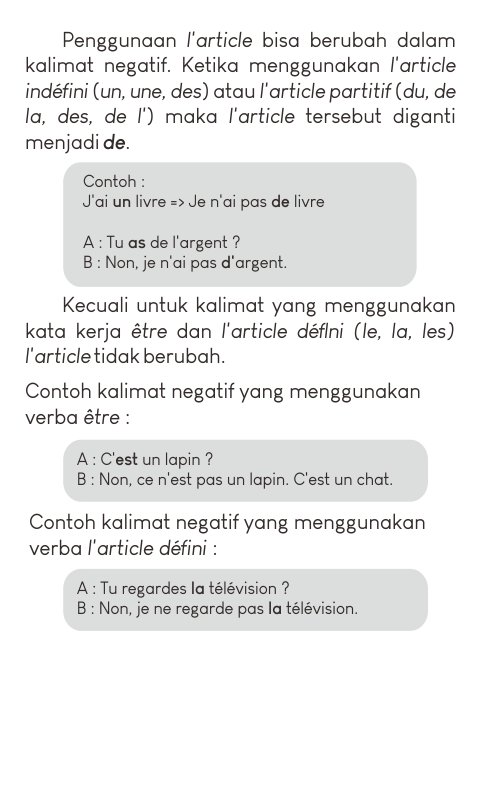 Penggunaan l'article bisa berubah dalam
kalimat negatif. Ketika menggunakan l'article
indéfini (un, une, des) atau l'article partitif (du, de
la, des, de l') maka l'article tersebut diganti
menjadi de.
Contoh :
J'ai un livre => Je n'ai pas de livre
A : Tu as de l'argent ?
B : Non, je n'ai pas d'argent.
Kecuali untuk kalimat yang menggunakan
kata kerja être dan l'article défIni (le, la, les)
l'article tidak berubah.
Contoh kalimat negatif yang menggunakan
verba être :
A : C'est un lapin ?
B : Non, ce n'est pas un lapin. C'est un chat.
Contoh kalimat negatif yang menggunakan
verba l'article défini :
A : Tu regardes la télévision ?
B : Non, je ne regarde pas la télévision.